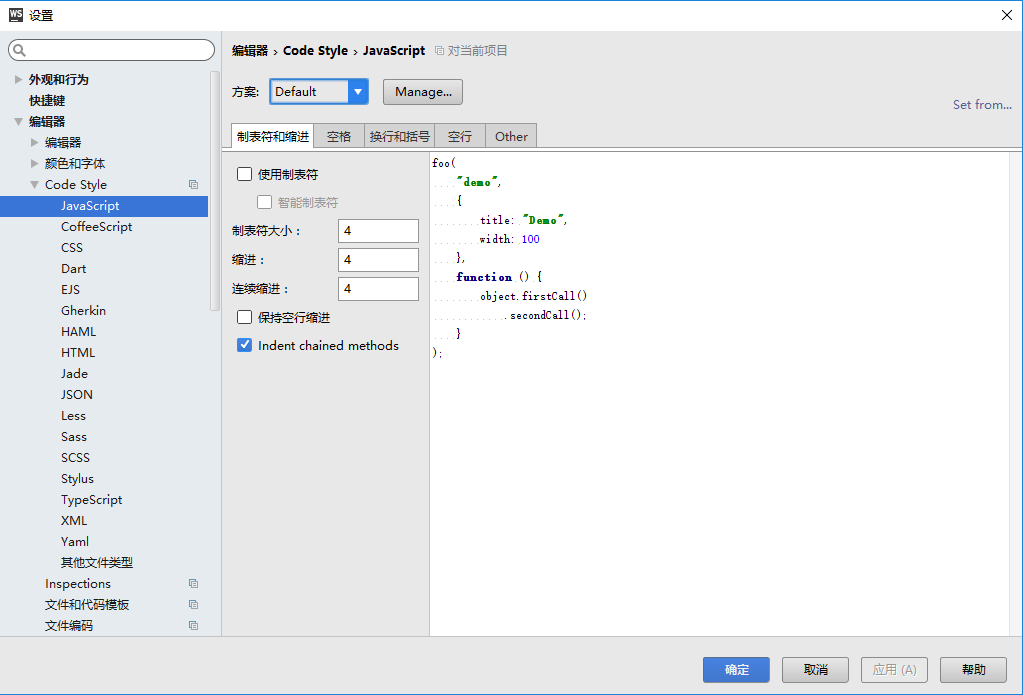 WS 设置
编辑器 › Code Style › JavaScript 对当前项目
方案: Default Manage...
Set from...
外观和行为
快捷键
编辑器
编辑器
颜色和字体
Code Style
JavaScript
CoffeeScript
CSS
Dart
EJS
Gherkin
HAML
HTML
Jade
JSON
Less
Sass
SCSS
Stylus
TypeScript
XML
Yaml
其他文件类型
Inspections
文件和代码模板
文件编码
制表符和缩进 空格 换行和括号 空行 Other
使用制表符
智能制表符
制表符大小： 4
缩进： 4
连续缩进： 4
保持空行缩进
Indent chained methods
foo(
"demo",
{
title: "Demo",
width: 100
},
function () {
object.firstCall()
.secondCall();
}
);
确定 取消 应用 (A) 帮助